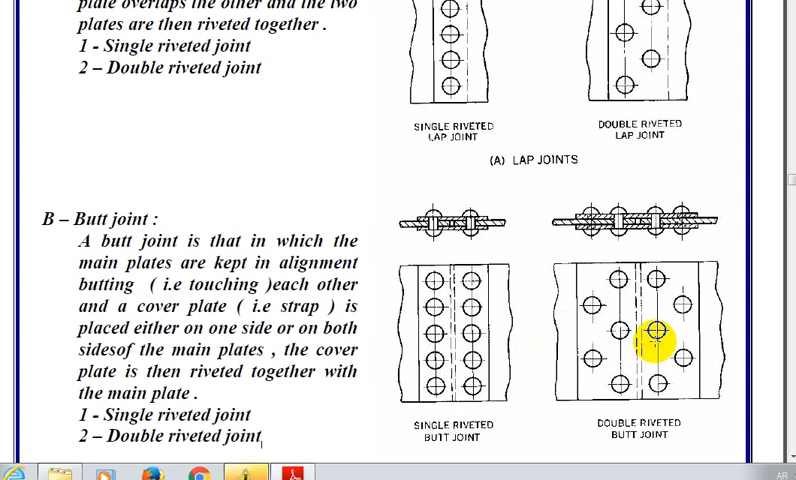 plate overlaps the other and the two
plates are then riveted together .
1 - Single riveted joint
2 – Double riveted joint
SINGLE RIVETED
LAP JOINT
DOUBLE RIVETED
LAP JOINT
(A) LAP JOINTS
B – Butt joint :
A butt joint is that in which the
main plates are kept in alignment
butting ( i.e touching )each other
and a cover plate ( i.e strap ) is
placed either on one side or on both
sidesof the main plates , the cover
plate is then riveted together with
the main plate .
1 - Single riveted joint
2 – Double riveted joint
SINGLE RIVETED
BUTT JOINT
DOUBLE RIVETED
BUTT JOINT
AR